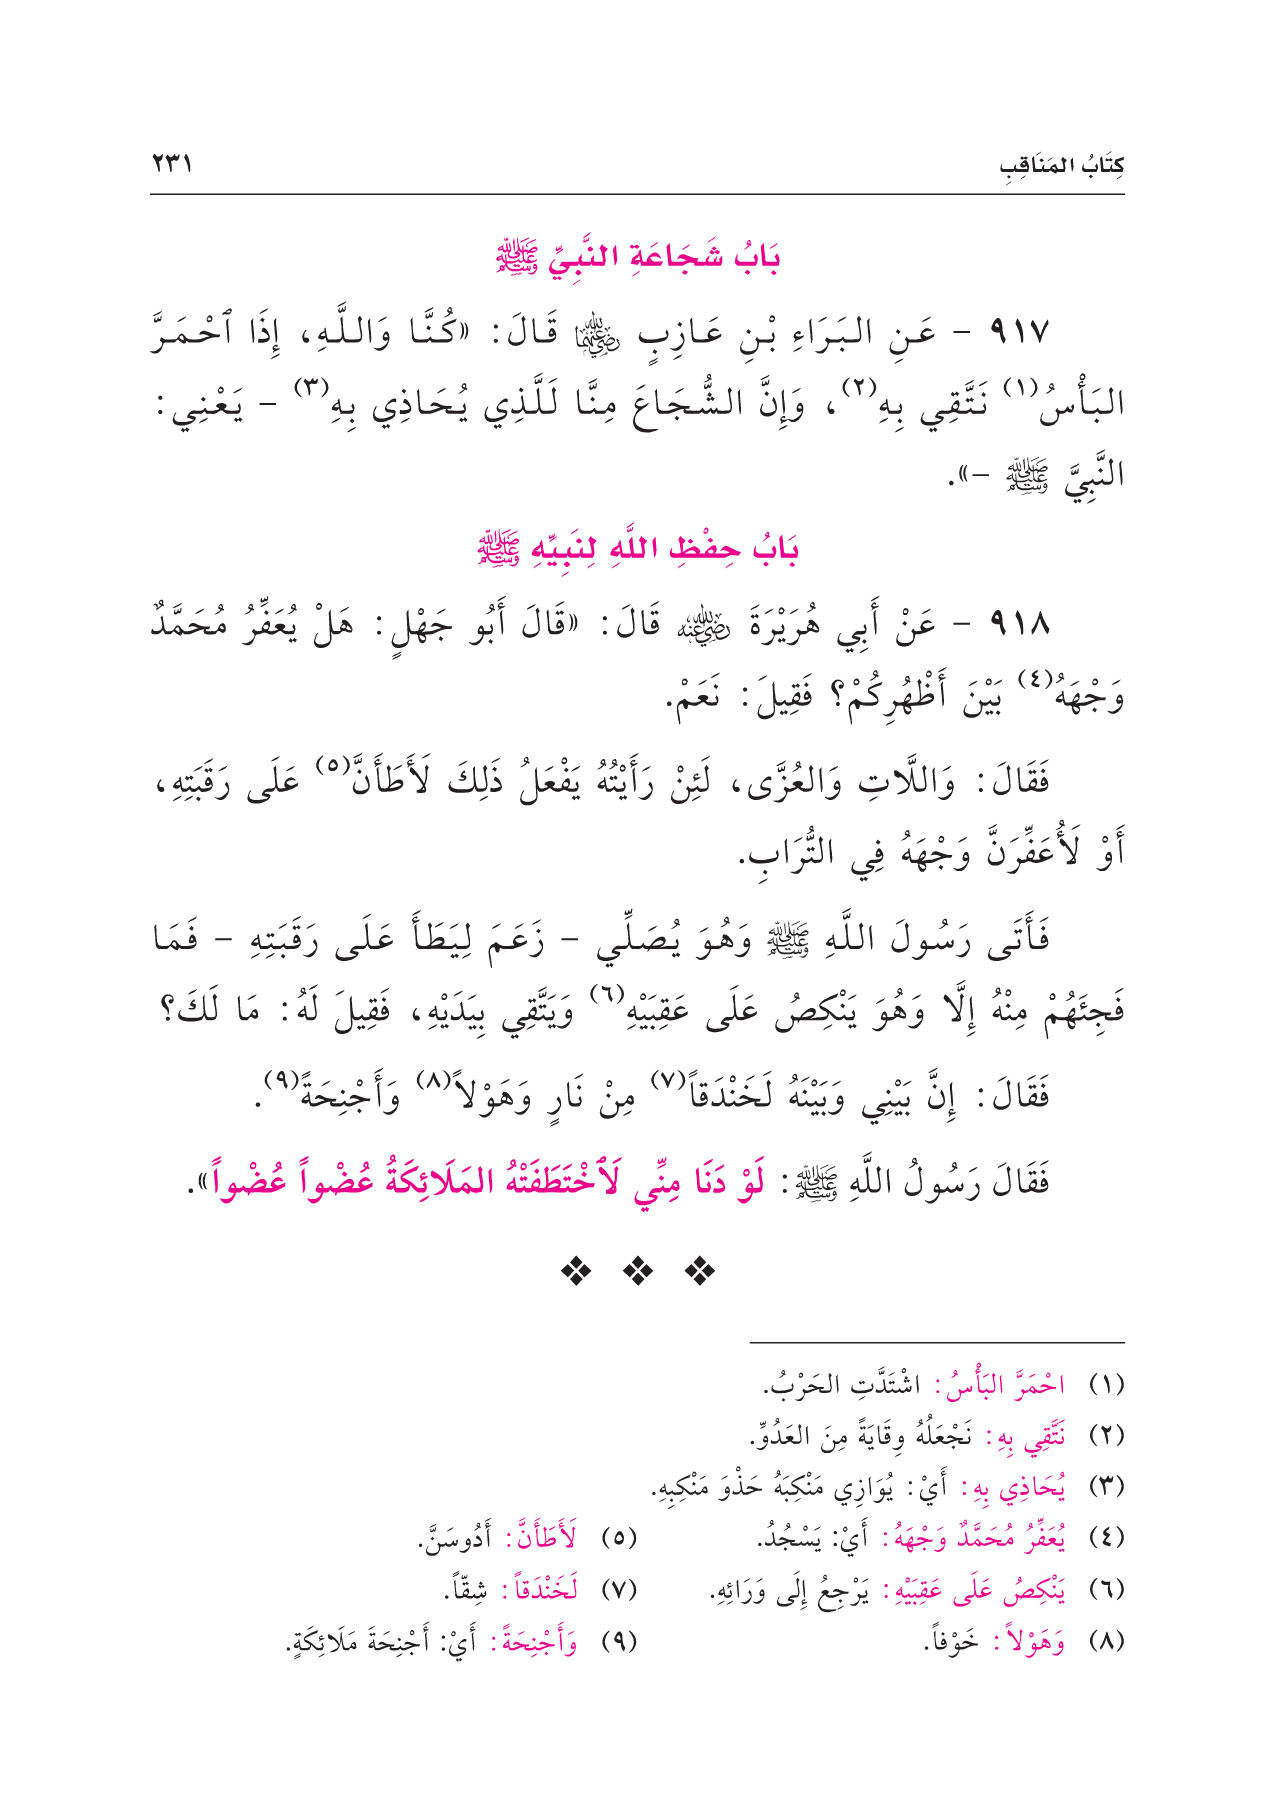 كِتَابُ المَنَاقِبِ ٢٣١
بَابُ شَجَاعَةِ النَّبِيِّ ﷺ
٩١٧ - عَنِ البَرَاءِ بْنِ عَازِبٍ رضي الله عنهما قَالَ: «كُنَّا وَاللَّهِ، إِذَا ٱحْمَرَّ
البَأْسُ(١) نَتَّقِي بِهِ(٢)، وَإِنَّ الشُّجَاعَ مِنَّا لَلَّذِي يُحَاذِي بِهِ(٣) - يَعْنِي:
النَّبِيَّ ﷺ -».
بَابُ حِفْظِ اللَّهِ لِنَبِيِّهِ ﷺ
٩١٨ - عَنْ أَبِي هُرَيْرَةَ رضي الله عنه قَالَ: «قَالَ أَبُو جَهْلٍ: هَلْ يُعَفِّرُ مُحَمَّدٌ
وَجْهَهُ(٤) بَيْنَ أَظْهُرِكُمْ؟ فَقِيلَ: نَعَمْ.
فَقَالَ: وَاللَّاتِ وَالعُزَّى، لَئِنْ رَأَيْتُهُ يَفْعَلُ ذَلِكَ لَأَطَأَنَّ(٥) عَلَى رَقَبَتِهِ،
أَوْ لَأُعَفِّرَنَّ وَجْهَهُ فِي التُّرَابِ.
فَأَتَى رَسُولَ اللَّهِ ﷺ وَهُوَ يُصَلِّي - زَعَمَ لِيَطَأَ عَلَى رَقَبَتِهِ - فَمَا
فَجِئَهُمْ مِنْهُ إِلَّا وَهُوَ يَنْكِصُ عَلَى عَقِبَيْهِ(٦) وَيَتَّقِي بِيَدَيْهِ، فَقِيلَ لَهُ: مَا لَكَ؟
فَقَالَ: إِنَّ بَيْنِي وَبَيْنَهُ لَخَنْدَقاً(٧) مِنْ نَارٍ وَهَوْلاً(٨) وَأَجْنِحَةً(٩).
فَقَالَ رَسُولُ اللَّهِ ﷺ: لَوْ دَنَا مِنِّي لَٱخْتَطَفَتْهُ المَلَائِكَةُ عُضْواً عُضْواً».
(١) احْمَرَّ البَأْسُ: اشْتَدَّتِ الحَرْبُ.
(٢) نَتَّقِي بِهِ: نَجْعَلُهُ وِقَايَةً مِنَ العَدُوِّ.
(٣) يُحَاذِي بِهِ: أَيْ: يُوَازِي مَنْكِبَهُ حَذْوَ مَنْكِبِهِ.
(٤) يُعَفِّرُ مُحَمَّدٌ وَجْهَهُ: أَيْ: يَسْجُدُ. (٥) لَأَطَأَنَّ: أَدُوسَنَّ.
(٦) يَنْكِصُ عَلَى عَقِبَيْهِ: يَرْجِعُ إِلَى وَرَائِهِ. (٧) لَخَنْدَقاً: شِقّاً.
(٨) وَهَوْلاً: خَوْفاً. (٩) وَأَجْنِحَةً: أَيْ: أَجْنِحَةَ مَلَائِكَةٍ.